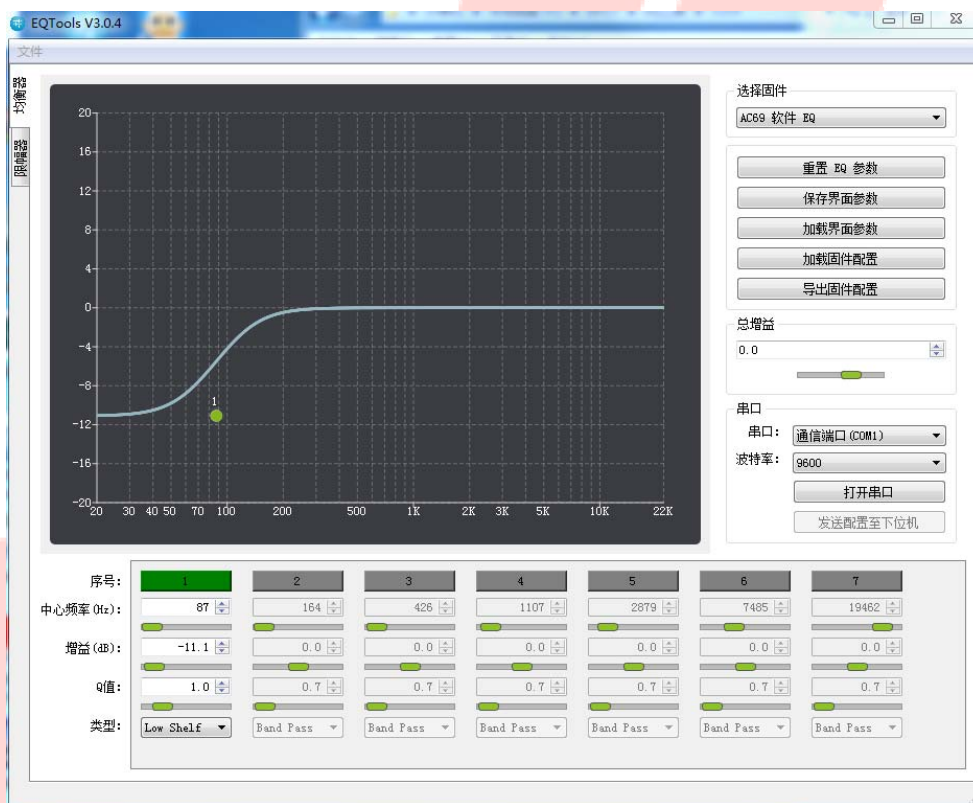 EQTools V3.0.4
文件
均衡器
限幅器
20
16
12
8
4
0
-4
-8
-12
-16
-20
1
20 30 40 50 70 100 200 500 1K 2K 3K 5K 10K 22K
选择固件
AC69 软件 EQ
重置 EQ 参数
保存界面参数
加载界面参数
加载固件配置
导出固件配置
总增益
0.0
串口
串口: 通信端口(COM1)
波特率: 9600
打开串口
发送配置至下位机
序号: 1 2 3 4 5 6 7
中心频率(Hz): 87 164 426 1107 2879 7485 19462
增益(dB): -11.1 0.0 0.0 0.0 0.0 0.0 0.0
Q值: 1.0 0.7 0.7 0.7 0.7 0.7 0.7
类型: Low Shelf Band Pass Band Pass Band Pass Band Pass Band Pass Band Pass